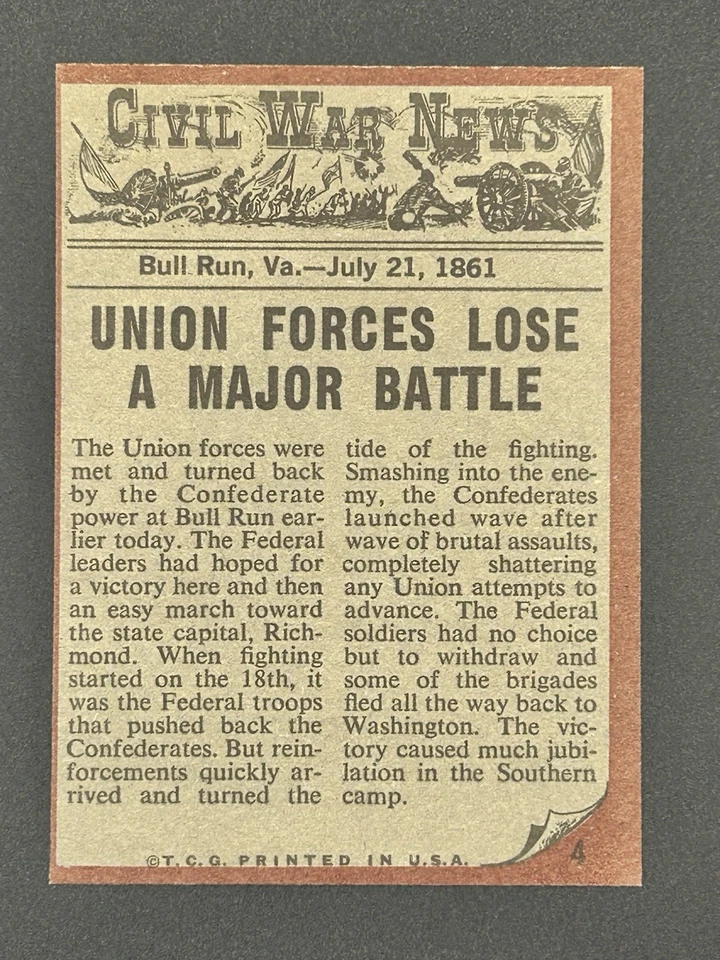 CIVIL WAR NEWS
Bull Run, Va.—July 21, 1861
UNION FORCES LOSE
A MAJOR BATTLE
The Union forces were
met and turned back
by the Confederate
power at Bull Run ear-
lier today. The Federal
leaders had hoped for
a victory here and then
an easy march toward
the state capital, Rich-
mond. When fighting
started on the 18th, it
was the Federal troops
that pushed back the
Confederates. But rein-
forcements quickly ar-
rived and turned the
tide of the fighting.
Smashing into the ene-
my, the Confederates
launched wave after
wave of brutal assaults,
completely shattering
any Union attempts to
advance. The Federal
soldiers had no choice
but to withdraw and
some of the brigades
fled all the way back to
Washington. The vic-
tory caused much jubi-
lation in the Southern
camp.
©T.C.G. PRINTED IN U.S.A.
4